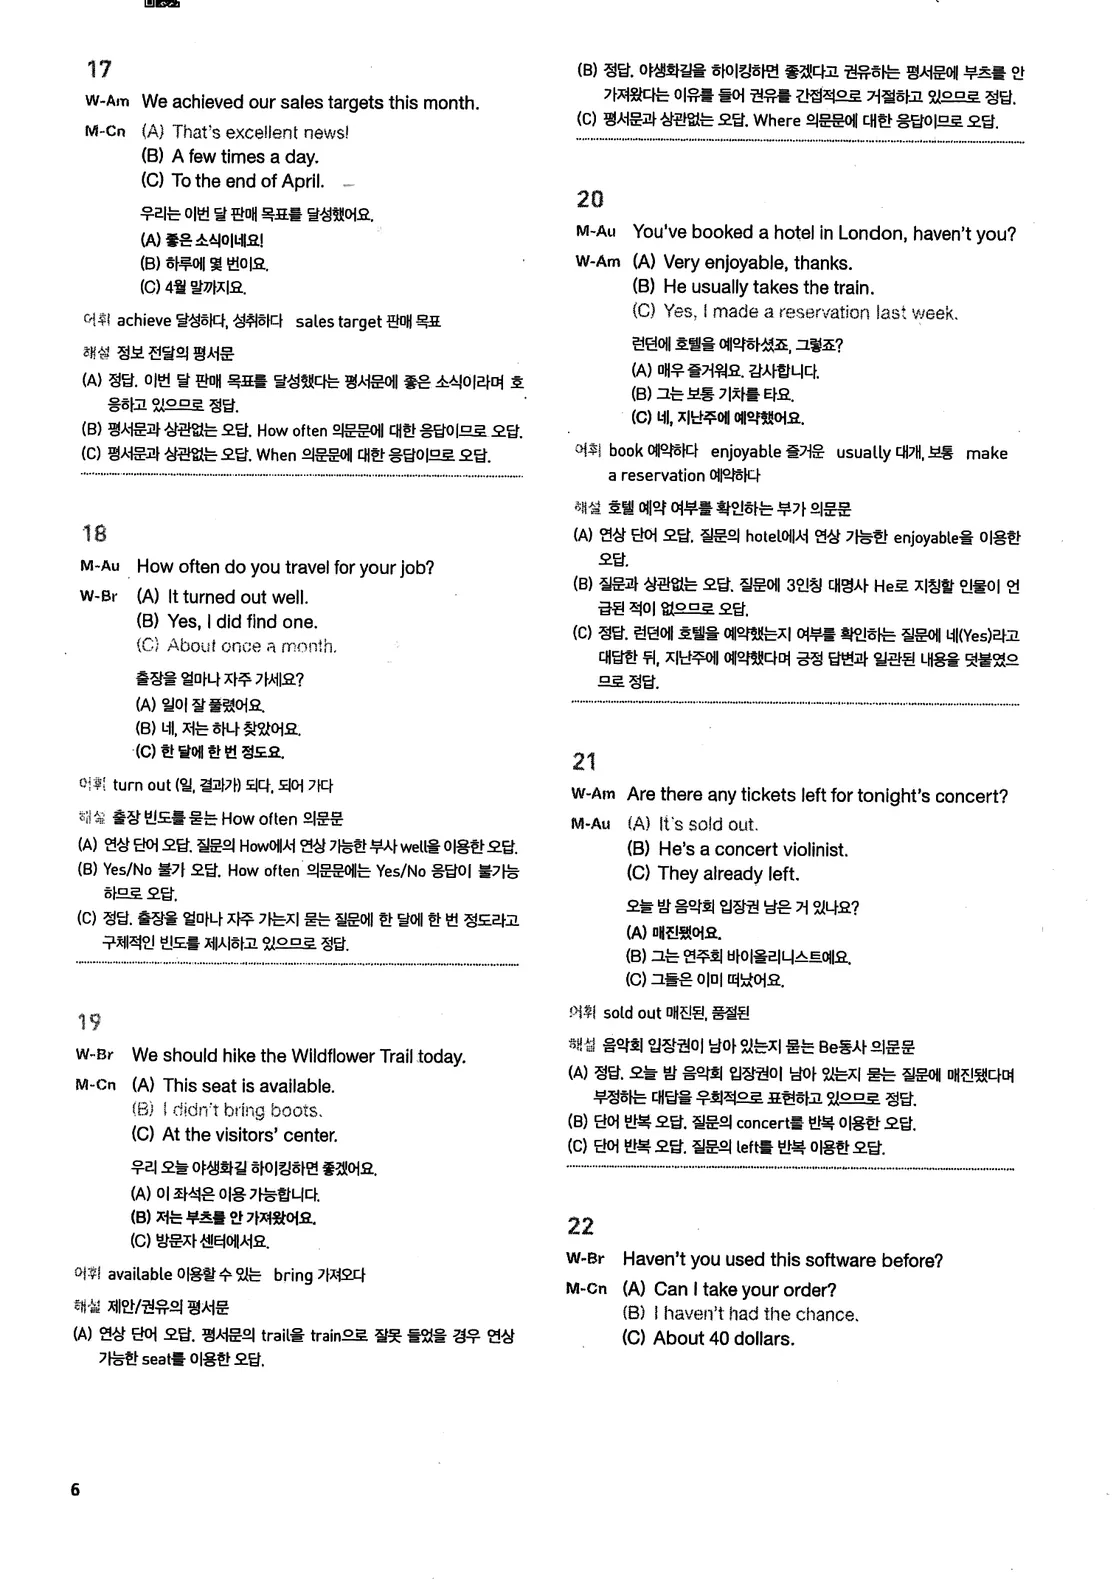 17
W-Am We achieved our sales targets this month.
M-Cn (A) That's excellent news!
(B) A few times a day.
(C) To the end of April.
우리는 이번 달 판매 목표를 달성했어요.
(A) 좋은 소식이네요!
(B) 하루에 몇 번이요.
(C) 4월 말까지요.
어휘 achieve 달성하다, 성취하다 sales target 판매 목표
해설 정보 전달의 평서문
(A) 정답. 이번 달 판매 목표를 달성했다는 평서문에 좋은 소식이라며 호
응하고 있으므로 정답.
(B) 평서문과 상관없는 오답. How often 의문문에 대한 응답이므로 오답.
(C) 평서문과 상관없는 오답. When 의문문에 대한 응답이므로 오답.
18
M-Au How often do you travel for your job?
W-Br (A) It turned out well.
(B) Yes, I did find one.
(C) About once a month.
출장을 얼마나 자주 가세요?
(A) 일이 잘 풀렸어요.
(B) 네, 저는 하나 찾았어요.
(C) 한 달에 한 번 정도요.
어휘 turn out (일, 결과가) 되다, 되어 가다
해설 출장 빈도를 묻는 How often 의문문
(A) 연상 단어 오답. 질문의 How에서 연상 가능한 부사 well을 이용한 오답.
(B) Yes/No 불가 오답. How often 의문문에는 Yes/No 응답이 불가능
하므로 오답.
(C) 정답. 출장을 얼마나 자주 가는지 묻는 질문에 한 달에 한 번 정도라고
구체적인 빈도를 제시하고 있으므로 정답.
19
W-Br We should hike the Wildflower Trail today.
M-Cn (A) This seat is available.
(B) I didn't bring boots.
(C) At the visitors' center.
우리 오늘 야생화길 하이킹하면 좋겠어요.
(A) 이 좌석은 이용 가능합니다.
(B) 저는 부츠를 안 가져왔어요.
(C) 방문자 센터에서요.
어휘 available 이용할 수 있는 bring 가져오다
해설 제안/권유의 평서문
(A) 연상 단어 오답. 평서문의 trail을 train으로 잘못 들었을 경우 연상
가능한 seat를 이용한 오답.
(B) 정답. 야생화길을 하이킹하면 좋겠다고 권유하는 평서문에 부츠를 안
가져왔다는 이유를 들어 권유를 간접적으로 거절하고 있으므로 정답.
(C) 평서문과 상관없는 오답. Where 의문문에 대한 응답이므로 오답.
20
M-Au You've booked a hotel in London, haven't you?
W-Am (A) Very enjoyable, thanks.
(B) He usually takes the train.
(C) Yes, I made a reservation last week.
런던에 호텔을 예약하셨죠, 그렇죠?
(A) 매우 즐거워요. 감사합니다.
(B) 그는 보통 기차를 타요.
(C) 네, 지난주에 예약했어요.
어휘 book 예약하다 enjoyable 즐거운 usually 대개, 보통 make
a reservation 예약하다
해설 호텔 예약 여부를 확인하는 부가 의문문
(A) 연상 단어 오답. 질문의 hotel에서 연상 가능한 enjoyable을 이용한
오답.
(B) 질문과 상관없는 오답. 질문에 3인칭 대명사 He로 지칭할 인물이 언
급된 적이 없으므로 오답.
(C) 정답. 런던에 호텔을 예약했는지 여부를 확인하는 질문에 네(Yes)라고
대답한 뒤, 지난주에 예약했다며 긍정 답변과 일관된 내용을 덧붙였으
므로 정답.
21
W-Am Are there any tickets left for tonight's concert?
M-Au (A) It's sold out.
(B) He's a concert violinist.
(C) They already left.
오늘 밤 음악회 입장권 남은 거 있나요?
(A) 매진됐어요.
(B) 그는 연주회 바이올리니스트예요.
(C) 그들은 이미 떠났어요.
어휘 sold out 매진된, 품절된
해설 음악회 입장권이 남아 있는지 묻는 Be동사 의문문
(A) 정답. 오늘 밤 음악회 입장권이 남아 있는지 묻는 질문에 매진됐다며
부정하는 대답을 우회적으로 표현하고 있으므로 정답.
(B) 단어 반복 오답. 질문의 concert를 반복 이용한 오답.
(C) 단어 반복 오답. 질문의 left를 반복 이용한 오답.
22
W-Br Haven't you used this software before?
M-Cn (A) Can I take your order?
(B) I haven't had the chance.
(C) About 40 dollars.
6